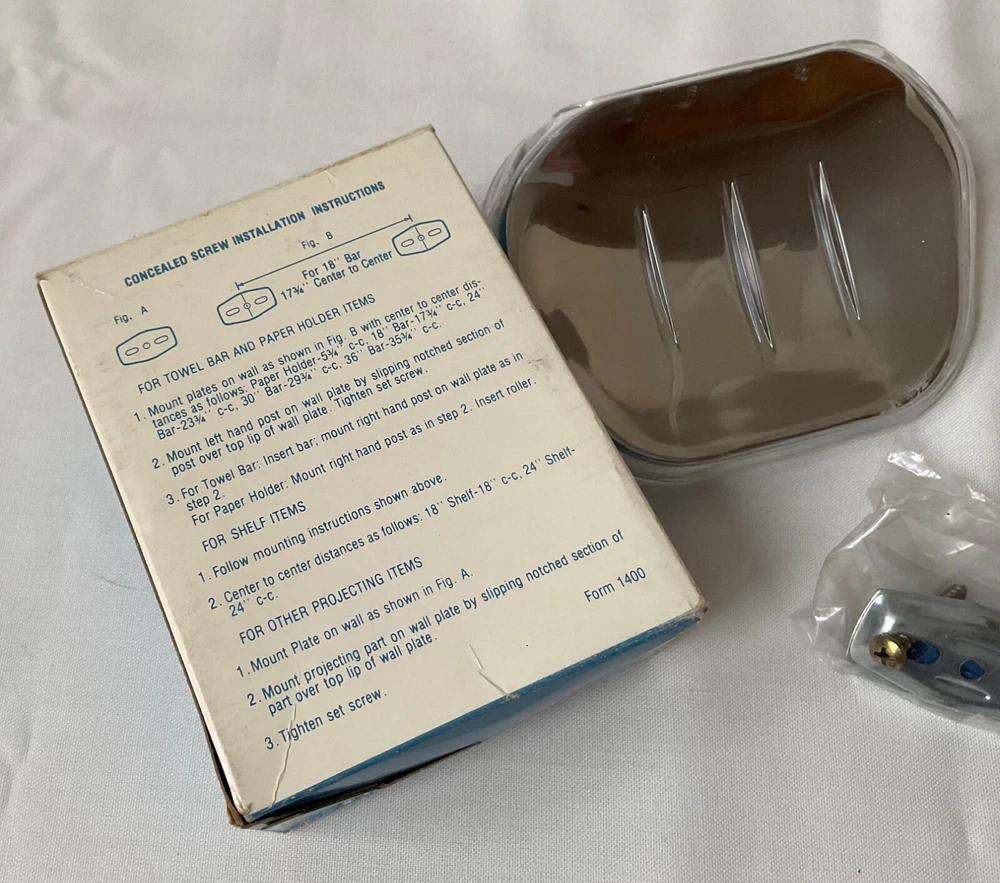 CONCEALED SCREW INSTALLATION INSTRUCTIONS
Fig. A
Fig. B
For 18" Bar
17¾" Center to Center
FOR TOWEL BAR AND PAPER HOLDER ITEMS
1. Mount plates on wall as shown in Fig. B with center to center dis-
tances as follows: Paper Holder-5¾" c-c, 18" Bar-17¾" c-c, 24"
Bar-23¾" c-c, 30" Bar-29¾" c-c, 36" Bar-35¾" c-c.
2. Mount left hand post on wall plate by slipping notched section of
post over top lip of wall plate. Tighten set screw.
3. For Towel Bar: Insert bar; mount right hand post on wall plate as in
step 2.
For Paper Holder: Mount right hand post as in step 2. Insert roller.
FOR SHELF ITEMS
1. Follow mounting instructions shown above.
2. Center to center distances as follows: 18" Shelf-18" c-c, 24" Shelf-
24" c-c.
FOR OTHER PROJECTING ITEMS
1. Mount Plate on wall as shown in Fig. A.
2. Mount projecting part on wall plate by slipping notched section of
part over top lip of wall plate.
3. Tighten set screw.
Form 1400